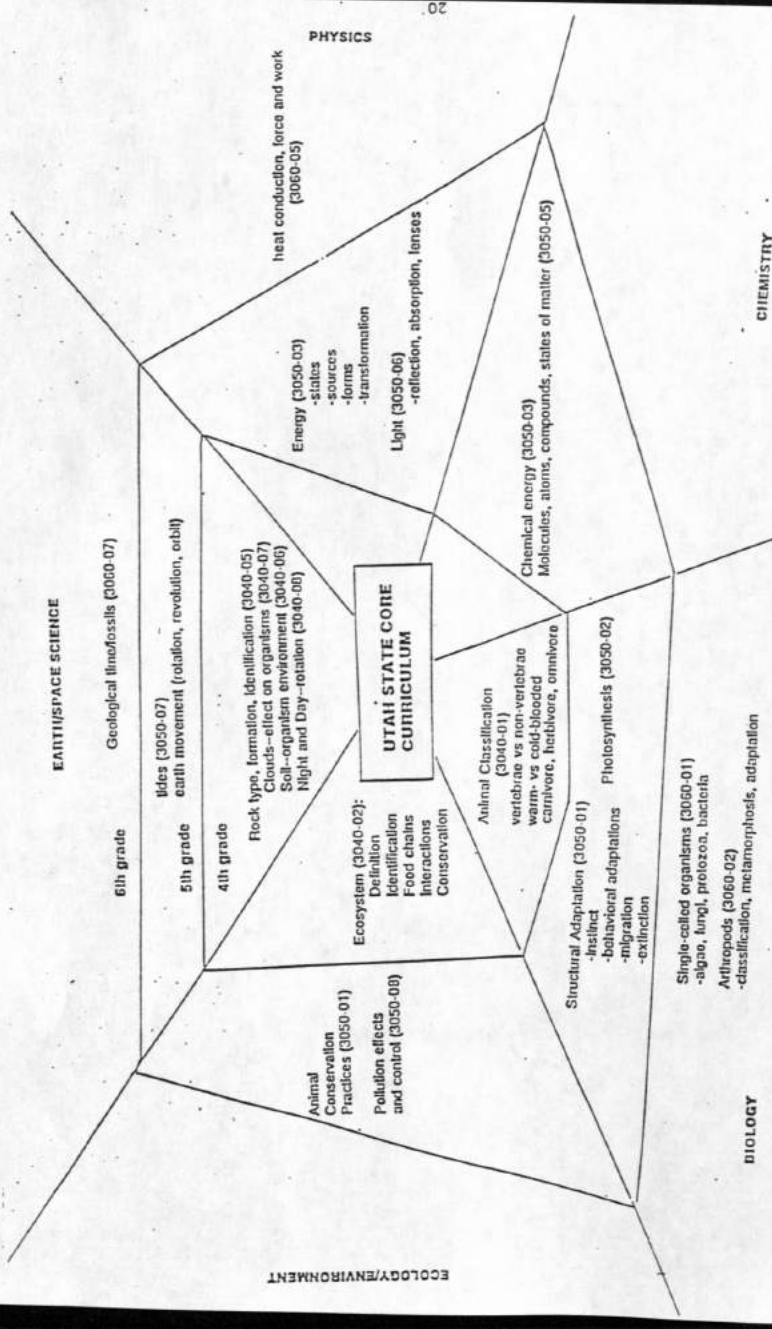 EARTH/SPACE SCIENCE
6th grade
Geological time/fossils (3060-07)
5th grade
tides (3050-07)
earth movement (rotation, revolution, orbit)
4th grade
Rock type, formation, identification (3040-05)
Clouds--effect on organisms (3040-07)
Soil--organism environment (3040-06)
Night and Day--rotation (3040-08)
PHYSICS
heat conduction, force and work
(3060-05)
Energy (3050-03)
-states
-sources
-forms
-transformation
Light (3050-06)
-reflection, absorption, lenses
UTAH STATE CORE
CURRICULUM
ECOLOGY/ENVIRONMENT
Animal
Conservation
Practices (3050-01)
Pollution effects
and control (3050-08)
Ecosystem (3040-02):
Definition
Identification
Food chains
Interactions
Conservation
Animal Classification
(3040-01)
vertebrae vs non-vertebrae
warm- vs cold-blooded
carnivore, herbivore, omnivore
Structural Adaptation (3050-01)
-instinct
-behavioral adaptations
-migration
-extinction
Photosynthesis (3050-02)
Single-celled organisms (3060-01)
-algae, fungi, protozoa, bacteria
Arthropods (3060-02)
-classification, metamorphosis, adaptation
BIOLOGY
Chemical energy (3050-03)
Molecules, atoms, compounds, states of matter (3050-05)
CHEMISTRY
20